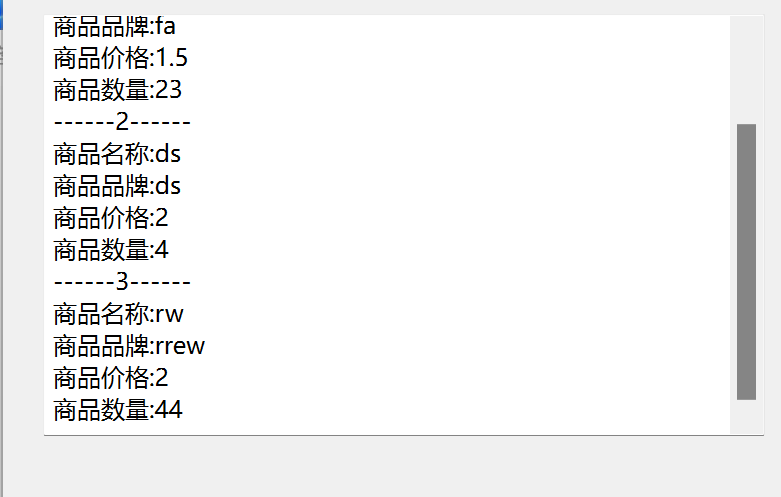 商品品牌:fa
商品价格:1.5
商品数量:23
------2------
商品名称:ds
商品品牌:ds
商品价格:2
商品数量:4
------3------
商品名称:rw
商品品牌:rrew
商品价格:2
商品数量:44